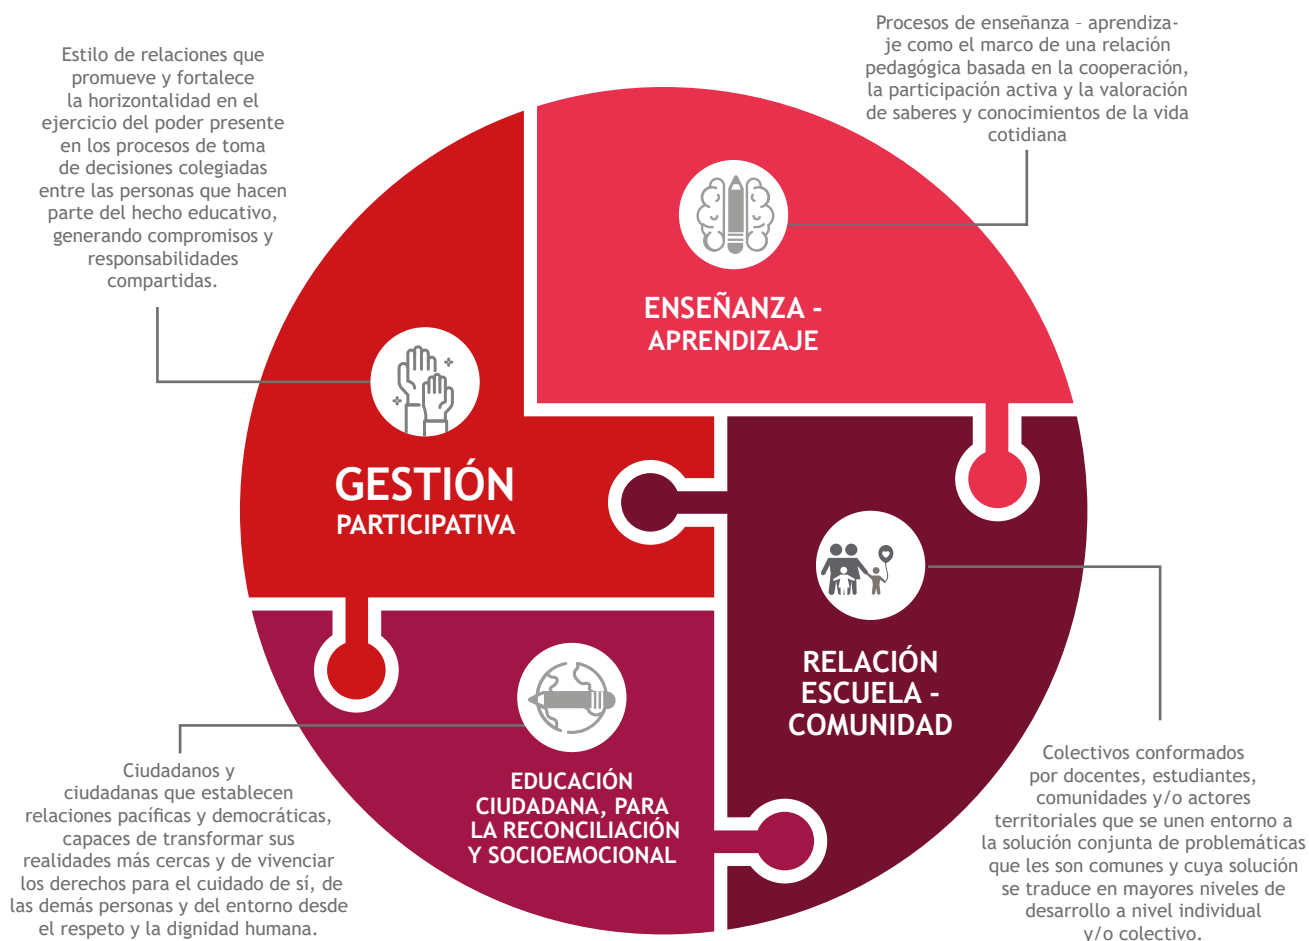 Estilo de relaciones que
promueve y fortalece
la horizontalidad en el
ejercicio del poder presente
en los procesos de toma
de decisiones colegiadas
entre las personas que hacen
parte del hecho educativo,
generando compromisos y
responsabilidades
compartidas.
Procesos de enseñanza - aprendiza-
je como el marco de una relación
pedagógica basada en la cooperación,
la participación activa y la valoración
de saberes y conocimientos de la vida
cotidiana
ENSEÑANZA -
APRENDIZAJE
GESTIÓN
PARTICIPATIVA
RELACIÓN
ESCUELA -
COMUNIDAD
EDUCACIÓN
CIUDADANA, PARA
LA RECONCILIACIÓN
Y SOCIOEMOCIONAL
Ciudadanos y
ciudadanas que establecen
relaciones pacíficas y democráticas,
capaces de transformar sus
realidades más cercas y de vivenciar
los derechos para el cuidado de sí, de
las demás personas y del entorno desde
el respeto y la dignidad humana.
Colectivos conformados
por docentes, estudiantes,
comunidades y/o actores
territoriales que se unen entorno a
la solución conjunta de problemáticas
que les son comunes y cuya solución
se traduce en mayores niveles de
desarrollo a nivel individual
y/o colectivo.